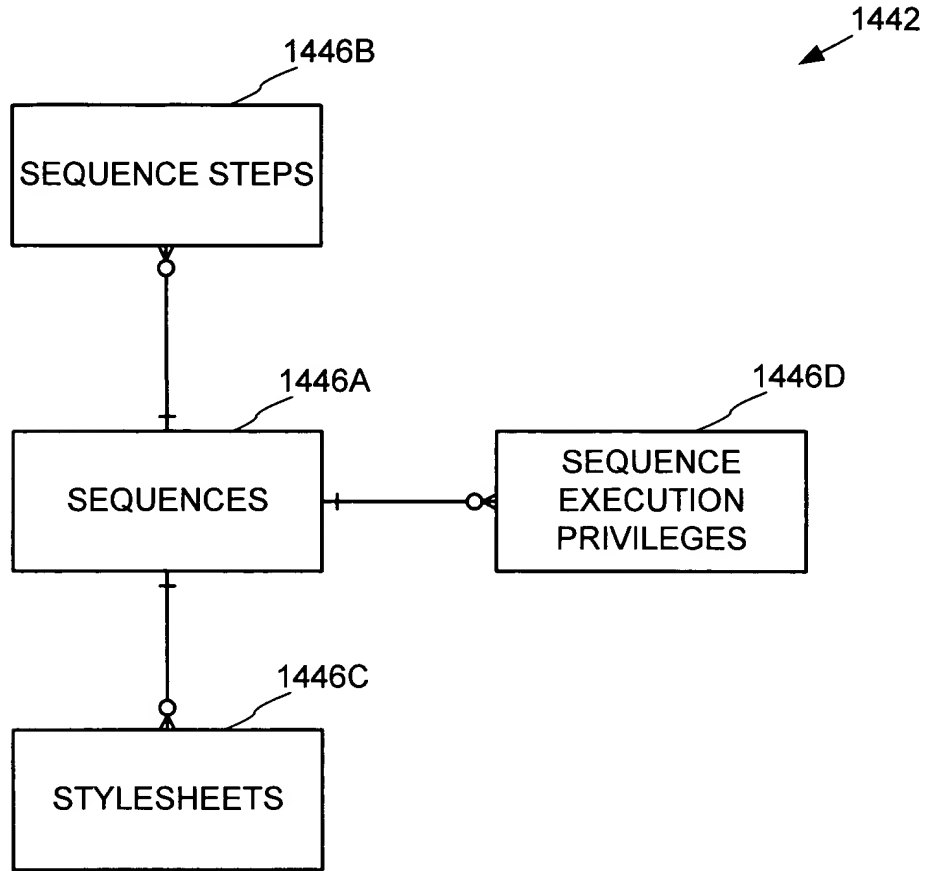 1442
1446B
SEQUENCE STEPS
1446A
1446D
SEQUENCES
SEQUENCE
EXECUTION
PRIVILEGES
1446C
STYLESHEETS